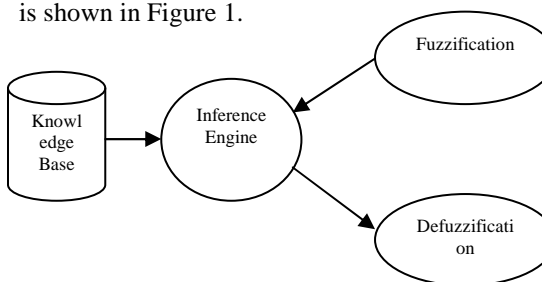 is shown in Figure 1.
Fuzzification
Knowl
edge
Base
Inference
Engine
Defuzzificati
on